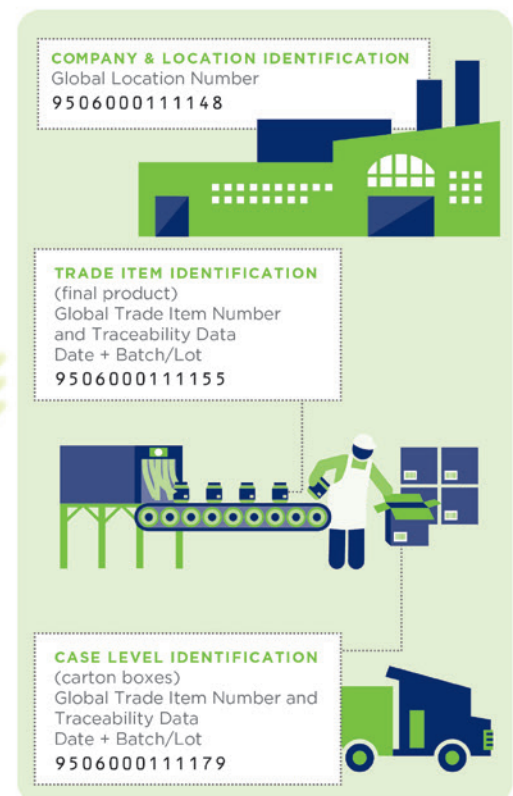 COMPANY & LOCATION IDENTIFICATION
Global Location Number
9506000111148
TRADE ITEM IDENTIFICATION
(final product)
Global Trade Item Number
and Traceability Data
Date + Batch/Lot
9506000111155
CASE LEVEL IDENTIFICATION
(carton boxes)
Global Trade Item Number and
Traceability Data
Date + Batch/Lot
9506000111179